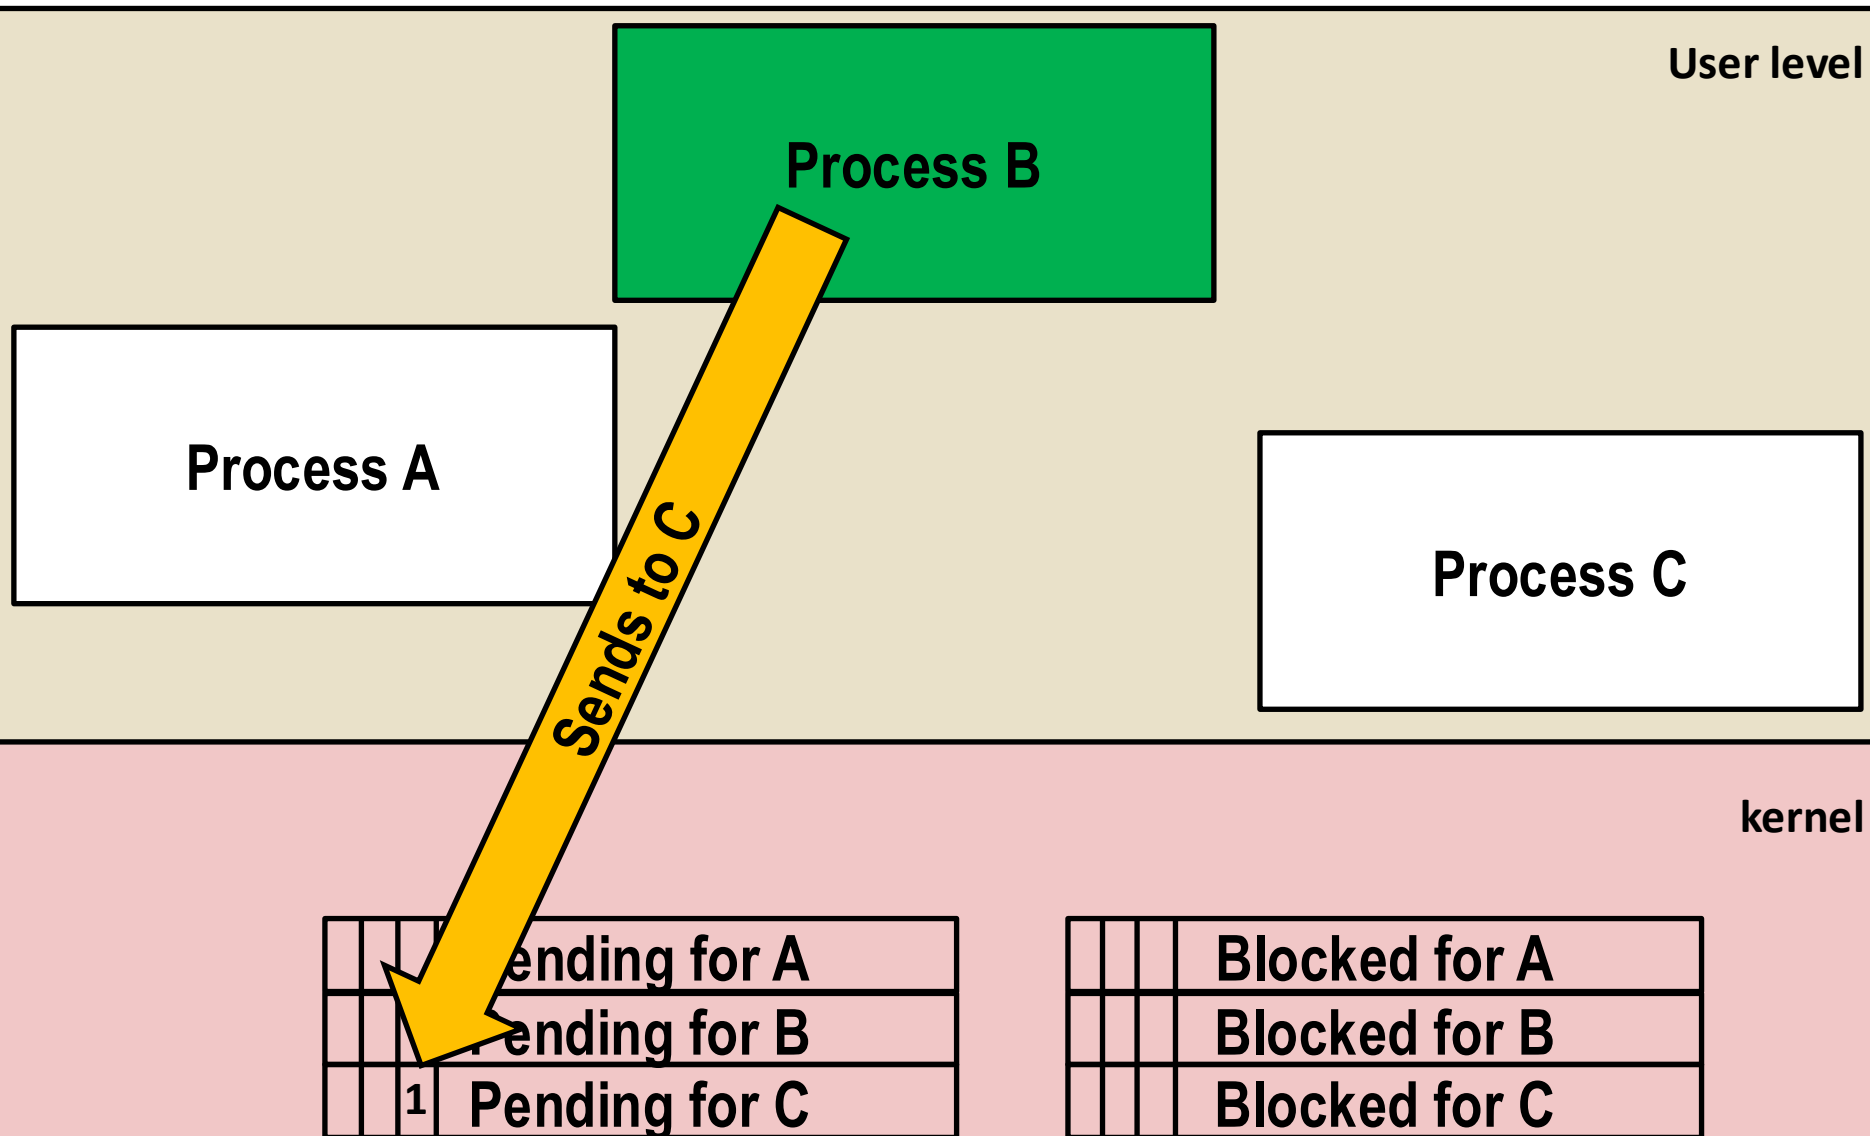 User level
Process B
Process A
Process C
Sends to C
kernel
ending for A
Blocked for A
Pending for B
Blocked for B
1
Pending for C
Blocked for C